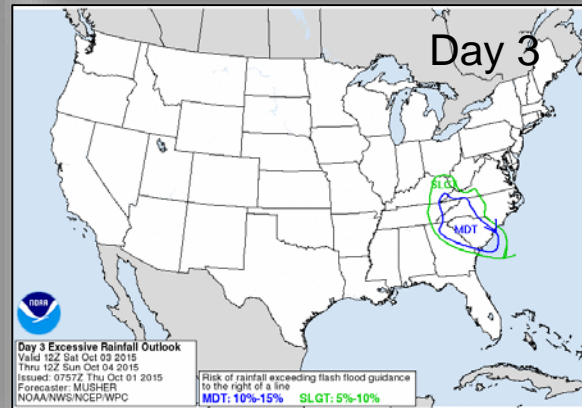 Day 3
SLGT
MDT
NOAA
Day 3 Excessive Rainfall Outlook
Valid 12Z Sat Oct 03 2015
Thru 12Z Sun Oct 04 2015
Issued: 0757Z Thu Oct 01 2015
Forecaster: MUSHER
NOAA/NWS/NCEP/WPC
Risk of rainfall exceeding flash flood guidance
to the right of a line
MDT: 10%-15% SLGT: 5%-10%